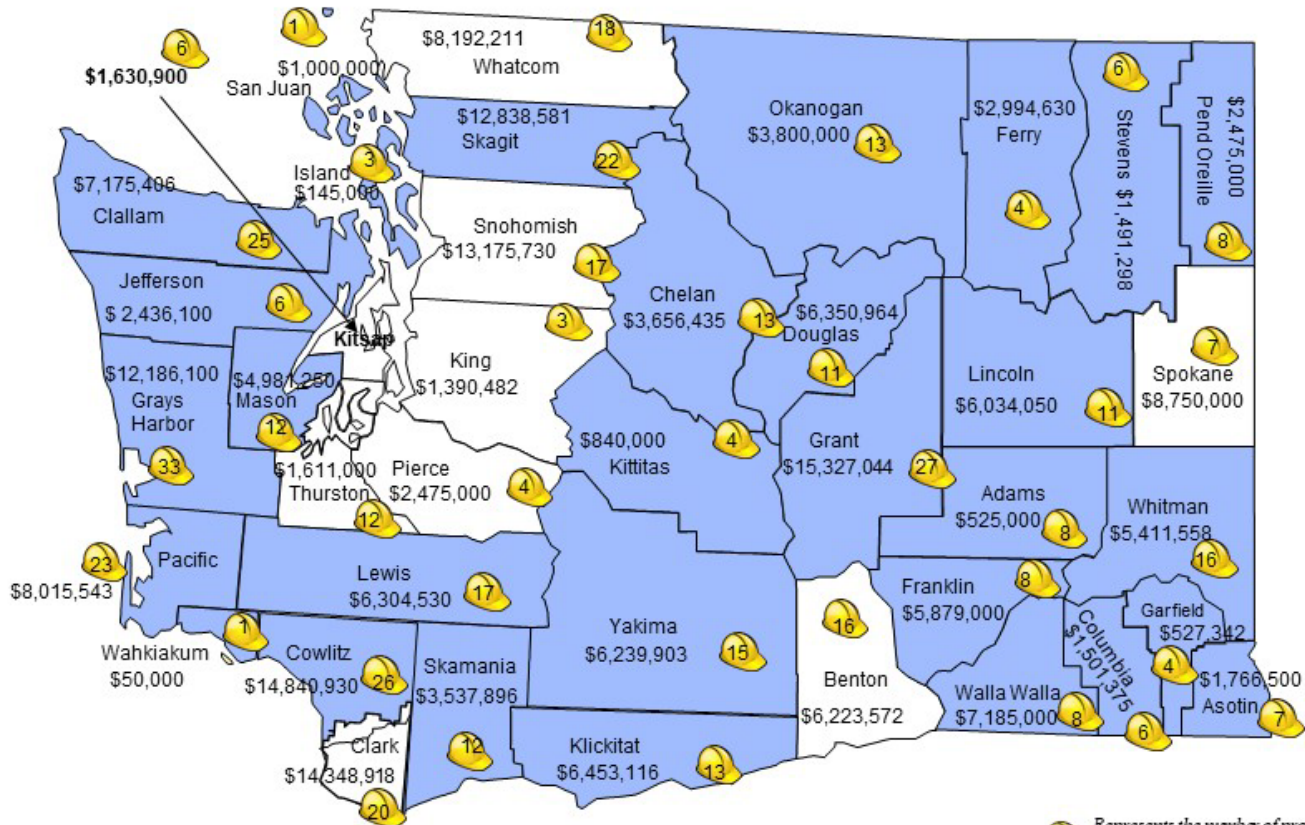 1
18
6
$8,192,211
Whatcom
$1,630,900
$1,000,000
San Juan
6
Okanogan
$3,800,000
13
$2,994,630
Ferry
4
Stevens $1,491,298
$2,475,000
Pend Oreille
8
$12,838,581
Skagit
22
3
Island
$145,000
$7,175,406
Clallam
25
Snohomish
$13,175,730
17
Jefferson
$ 2,436,100
6
Chelan
$3,656,435
13
$6,350,964
Douglas
11
3
King
$1,390,482
Kitsap
7
Spokane
$8,750,000
Lincoln
$6,034,050
11
$12,186,100
Grays
Harbor
33
$4,981,250
Mason
12
$1,611,000
Thurston
12
Pierce
$2,475,000
4
$840,000
Kittitas
4
Grant
$15,327,044
27
Adams
$525,000
8
Whitman
$5,411,558
16
23
$8,015,543
Pacific
Lewis
$6,304,530
17
Franklin
$5,879,000
8
Yakima
$6,239,903
15
16
Benton
$6,223,572
Columbia
$1,501,375
6
Garfield
$527,342
4
1
Wahkiakum
$50,000
Cowlitz
$14,840,930
26
Skamania
$3,537,896
12
Walla Walla
$7,185,000
8
$1,766,500
Asotin
7
Clark
$14,348,918
20
Klickitat
$6,453,116
13
Represents the number of